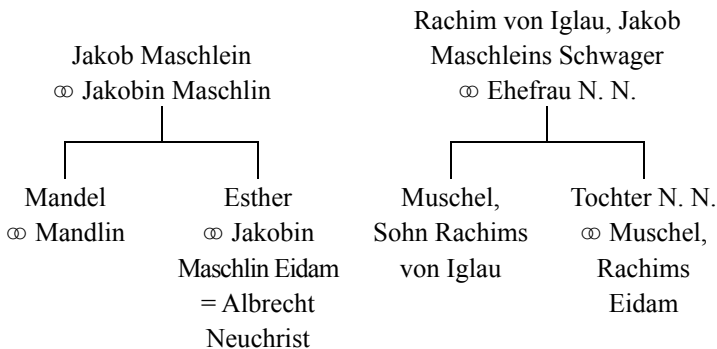 Jakob Maschlein
⚭ Jakobin Maschlin
Rachim von Iglau, Jakob
Maschleins Schwager
⚭ Ehefrau N. N.
Mandel
⚭ Mandlin
Esther
⚭ Jakobin
Maschlin Eidam
= Albrecht
Neuchrist
Muschel,
Sohn Rachims
von Iglau
Tochter N. N.
⚭ Muschel,
Rachims
Eidam